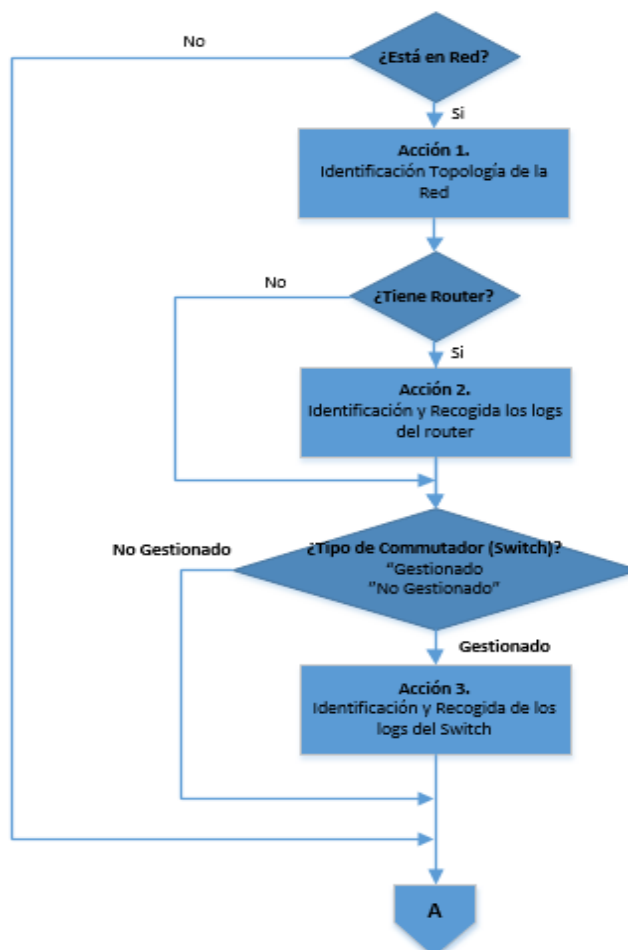 No
¿Está en Red?
Si
Acción 1.
Identificación Topología de la
Red
No
¿Tiene Router?
Si
Acción 2.
Identificación y Recogida los logs
del router
No Gestionado
¿Tipo de Commutador (Switch)?
“Gestionado
“No Gestionado”
Gestionado
Acción 3.
Identificación y Recogida de los
logs del Switch
A